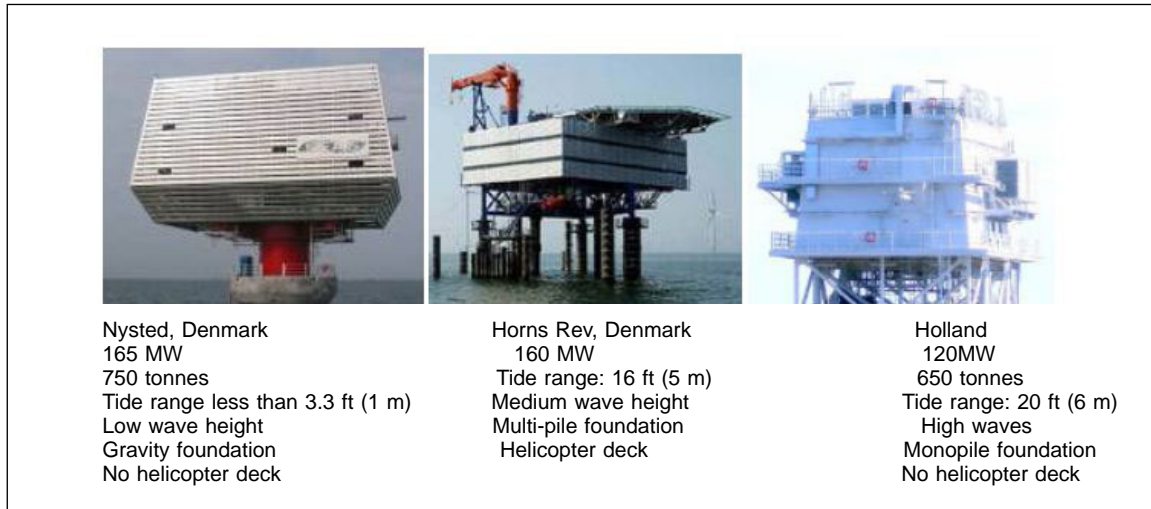 Nysted, Denmark
165 MW
750 tonnes
Tide range less than 3.3 ft (1 m)
Low wave height
Gravity foundation
No helicopter deck
Horns Rev, Denmark
160 MW
Tide range: 16 ft (5 m)
Medium wave height
Multi-pile foundation
Helicopter deck
Holland
120MW
650 tonnes
Tide range: 20 ft (6 m)
High waves
Monopile foundation
No helicopter deck